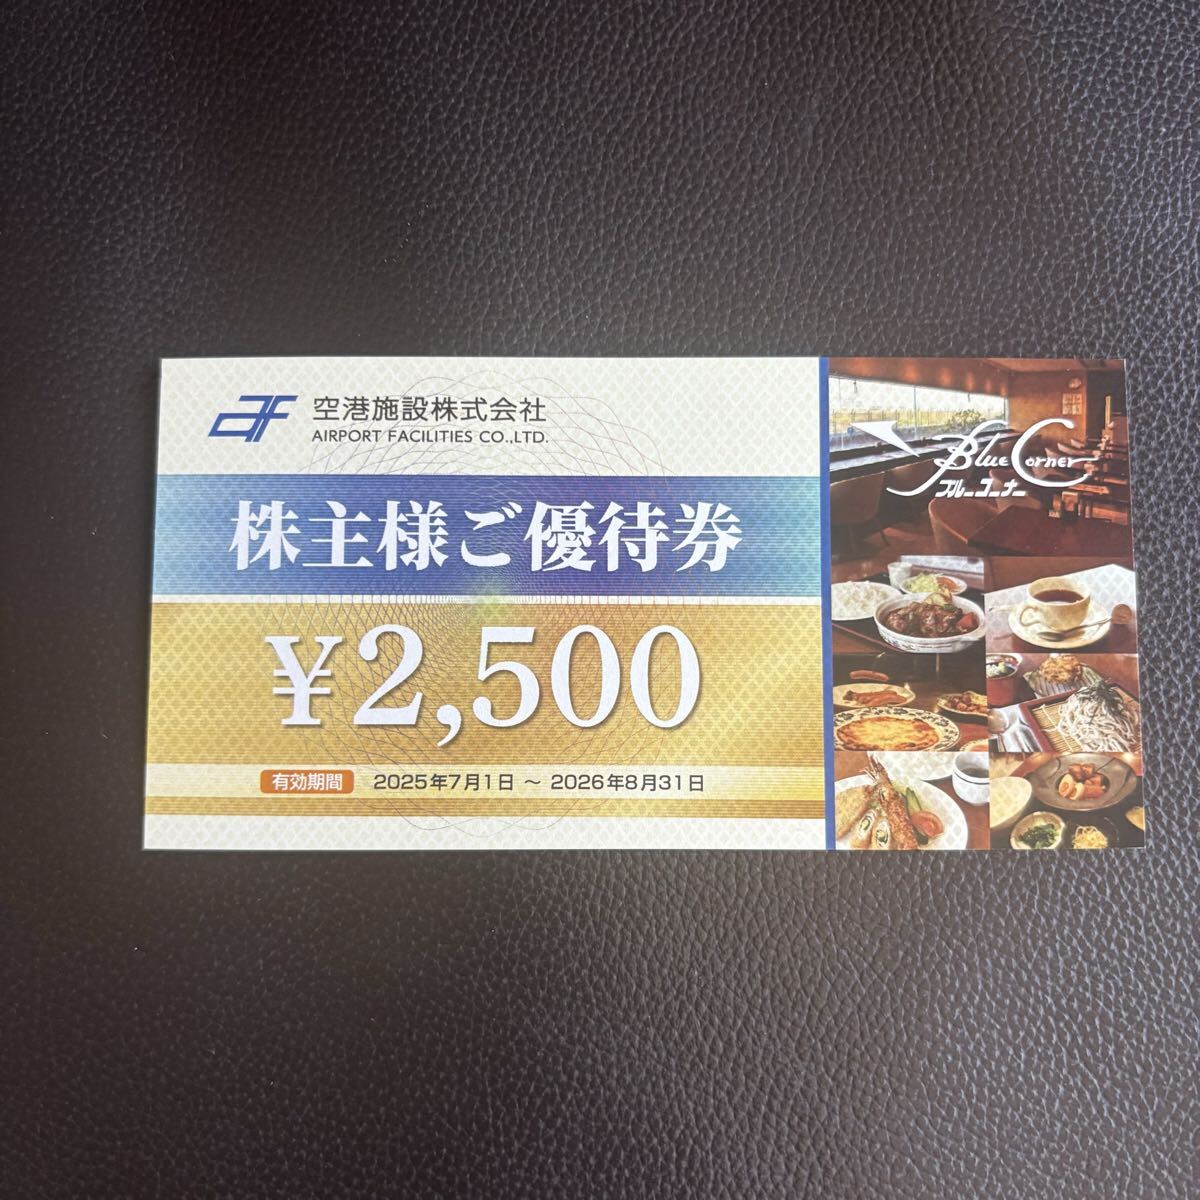 空港施設株式会社
AIRPORT FACILITIES CO.,LTD.
株主様ご優待券
¥2,500
有効期間 2025年7月1日 ～ 2026年8月31日
Blue Corner
ブルーコーナー